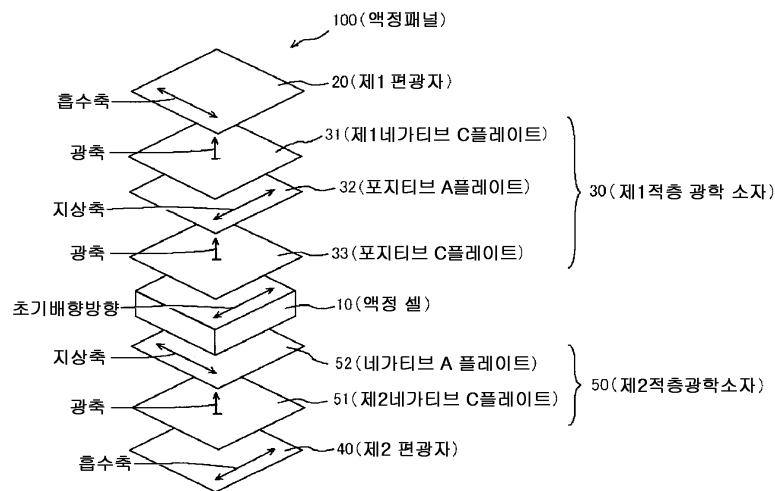 100(액정패널)
20(제1 편광자)
흡수축
31(제1네가티브 C플레이트)
광축
32(포지티브 A플레이트)
30(제1적층 광학 소자)
지상축
광축
33(포지티브 C플레이트)
초기배향방향
10(액정 셀)
지상축
52(네가티브 A 플레이트)
50(제2적층광학소자)
광축
51(제2네가티브 C플레이트)
40(제2 편광자)
흡수축